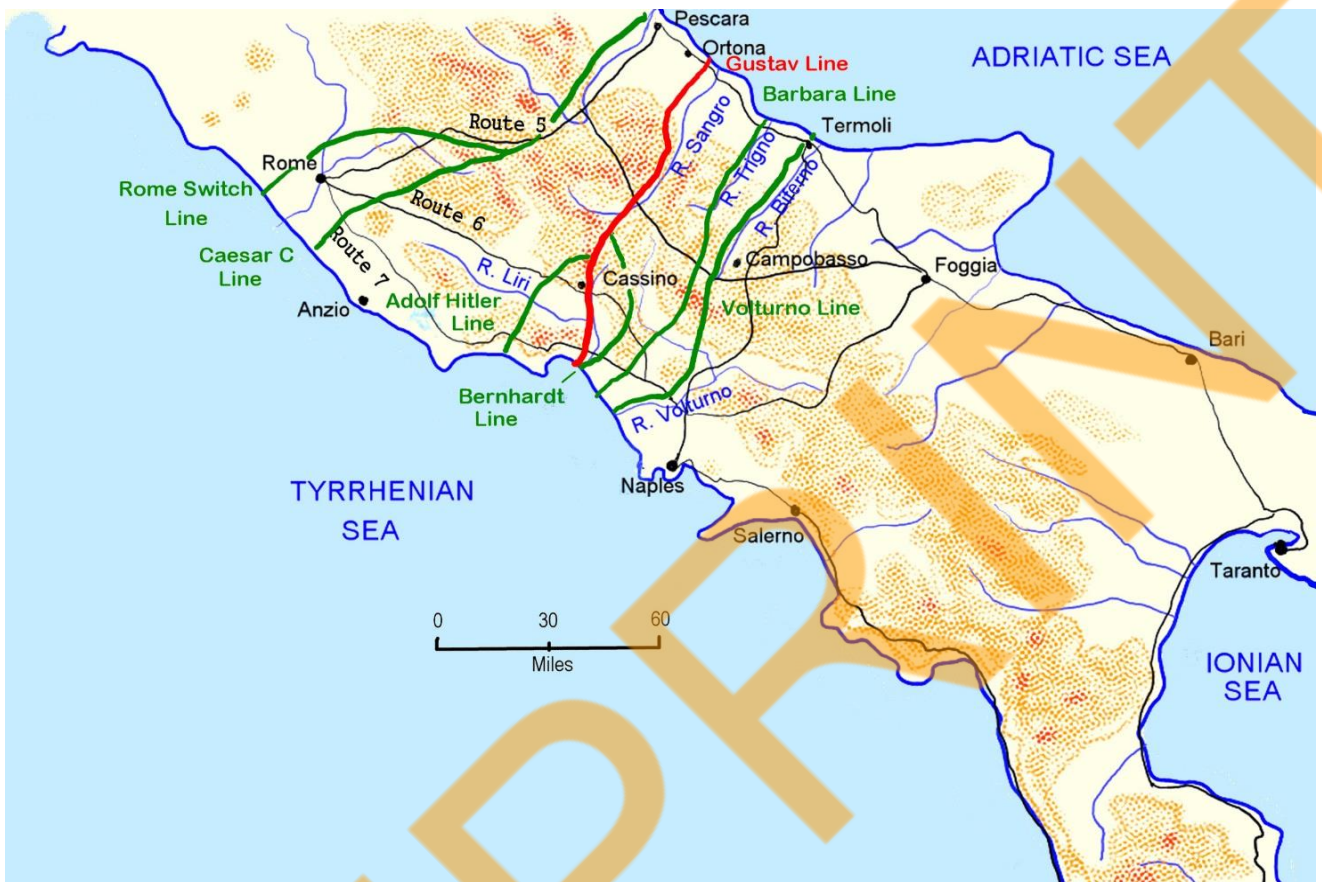 Pescara
Ortona
ADRIATIC SEA
Gustav Line
Barbara Line
Termoli
Route 5
R. Sangro
R. Trigno
R. Biferno
Rome
Rome Switch
Line
Route 6
Caesar C
Line
Route 7
R. Liri
Cassino
Campobasso
Foggia
Anzio
Adolf Hitler
Line
Volturno Line
Bari
Bernhardt
Line
R. Volturno
Naples
TYRRHENIAN
SEA
Salerno
Taranto
0 30 60
Miles
IONIAN
SEA
PRINT